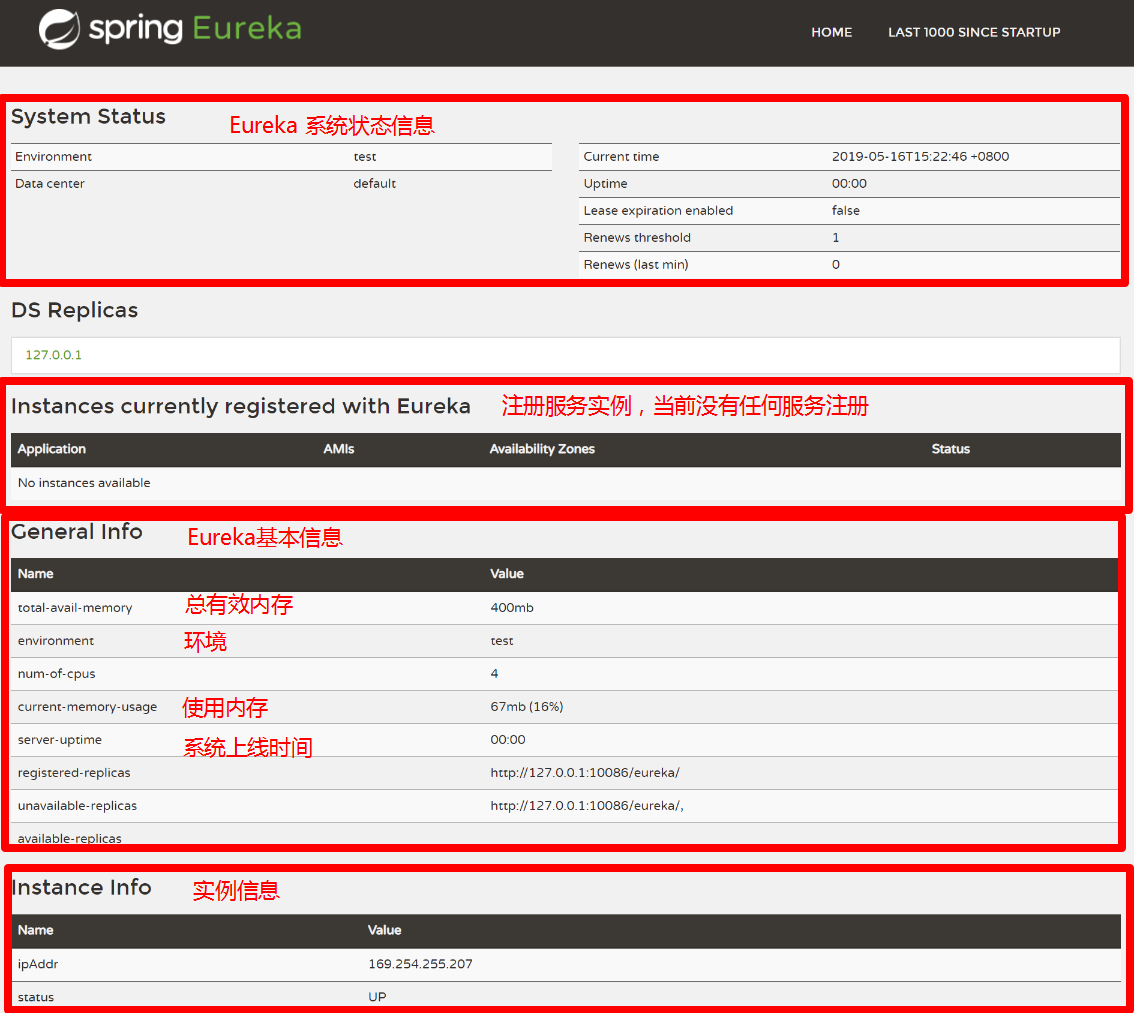 spring Eureka
HOME LAST 1000 SINCE STARTUP
System Status Eureka 系统状态信息
Environment test
Data center default
Current time 2019-05-16T15:22:46 +0800
Uptime 00:00
Lease expiration enabled false
Renews threshold 1
Renews (last min) 0
DS Replicas
127.0.0.1
Instances currently registered with Eureka 注册服务实例，当前没有任何服务注册
Application AMIs Availability Zones Status
No instances available
General Info Eureka基本信息
Name Value
total-avail-memory 总有效内存 400mb
environment 环境 test
num-of-cpus 4
current-memory-usage 使用内存 67mb (16%)
server-uptime 系统上线时间 00:00
registered-replicas http://127.0.0.1:10086/eureka/
unavailable-replicas http://127.0.0.1:10086/eureka/,
available-replicas
Instance Info 实例信息
Name Value
ipAddr 169.254.255.207
status UP